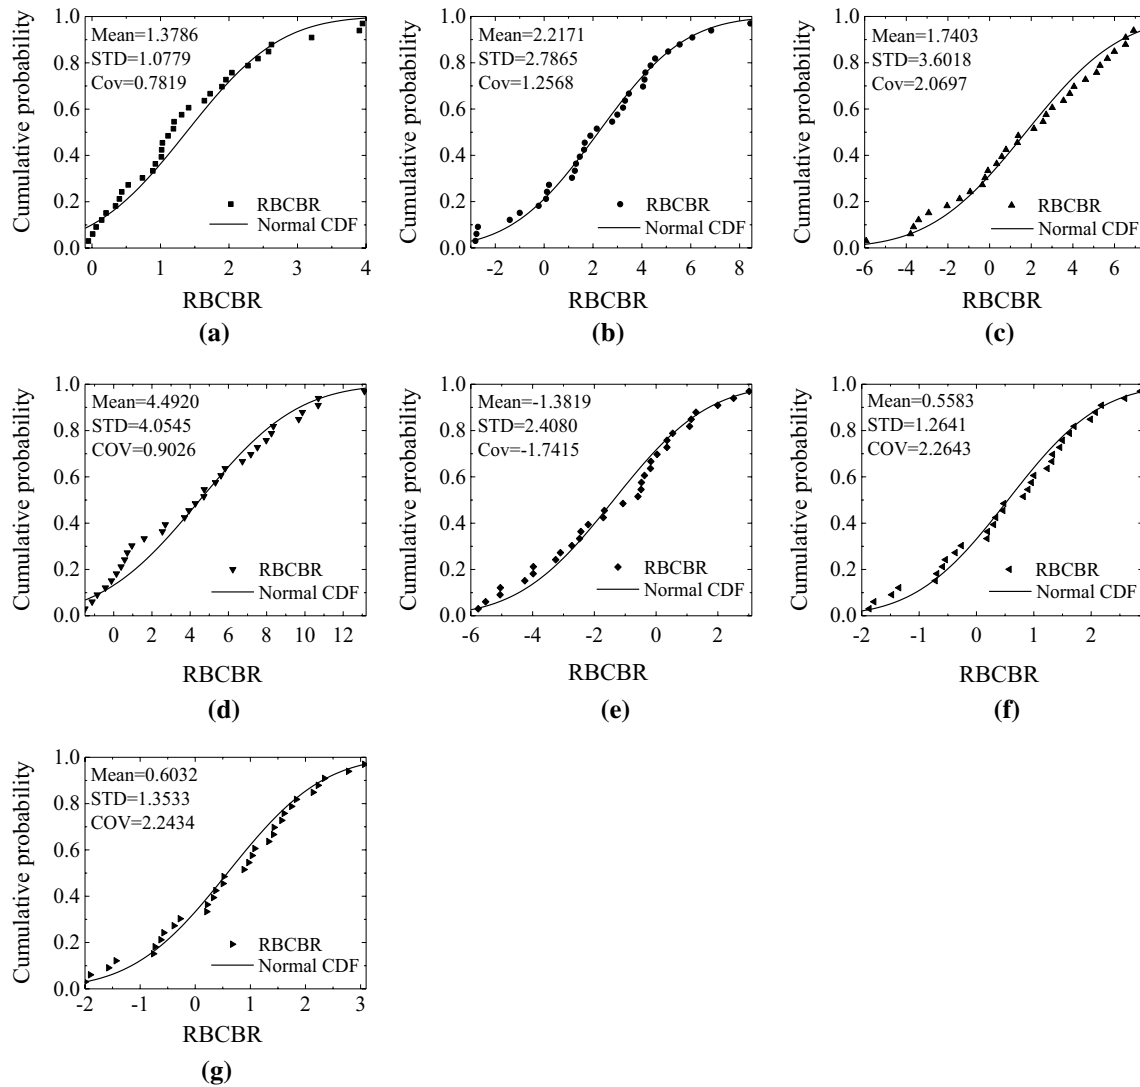 Mean=1.3786
STD=1.0779
Cov=0.7819
Cumulative probability
1.0
0.8
0.6
0.4
0.2
0.0
RBCBR
Normal CDF
0 1 2 3 4
RBCBR
(a)
Mean=2.2171
STD=2.7865
Cov=1.2568
Cumulative probability
1.0
0.8
0.6
0.4
0.2
0.0
RBCBR
Normal CDF
-2 0 2 4 6 8
RBCBR
(b)
Mean=1.7403
STD=3.6018
Cov=2.0697
Cumulative probability
1.0
0.8
0.6
0.4
0.2
0.0
RBCBR
Normal CDF
-6 -4 -2 0 2 4 6
RBCBR
(c)
Mean=4.4920
STD=4.0545
COV=0.9026
Cumulative probability
1.0
0.8
0.6
0.4
0.2
0.0
RBCBR
Normal CDF
0 2 4 6 8 10 12
RBCBR
(d)
Mean=-1.3819
STD=2.4080
Cov=-1.7415
Cumulative probability
1.0
0.8
0.6
0.4
0.2
0.0
RBCBR
Normal CDF
-6 -4 -2 0 2
RBCBR
(e)
Mean=0.5583
STD=1.2641
COV=2.2643
Cumulative probability
1.0
0.8
0.6
0.4
0.2
0.0
RBCBR
Normal CDF
-2 -1 0 1 2
RBCBR
(f)
Mean=0.6032
STD=1.3533
COV=2.2434
Cumulative probability
1.0
0.8
0.6
0.4
0.2
0.0
RBCBR
Normal CDF
-2 -1 0 1 2 3
RBCBR
(g)